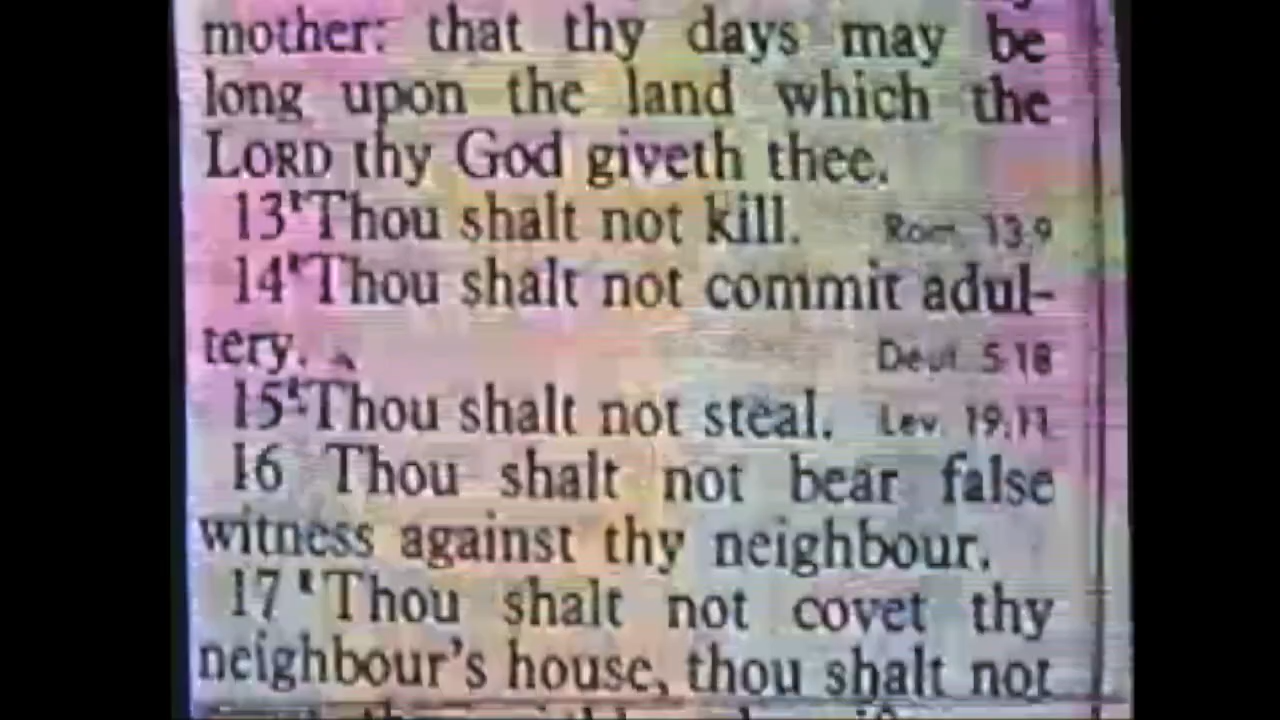 mother: that thy days may be
long upon the land which the
LORD thy God giveth thee.
13 Thou shalt not kill. Rom. 13.9
14 Thou shalt not commit adul-
tery. Deut. 5.18
15 Thou shalt not steal. Lev. 19.11
16 Thou shalt not bear false
witness against thy neighbour.
17 Thou shalt not covet thy
neighbour's house, thou shalt not